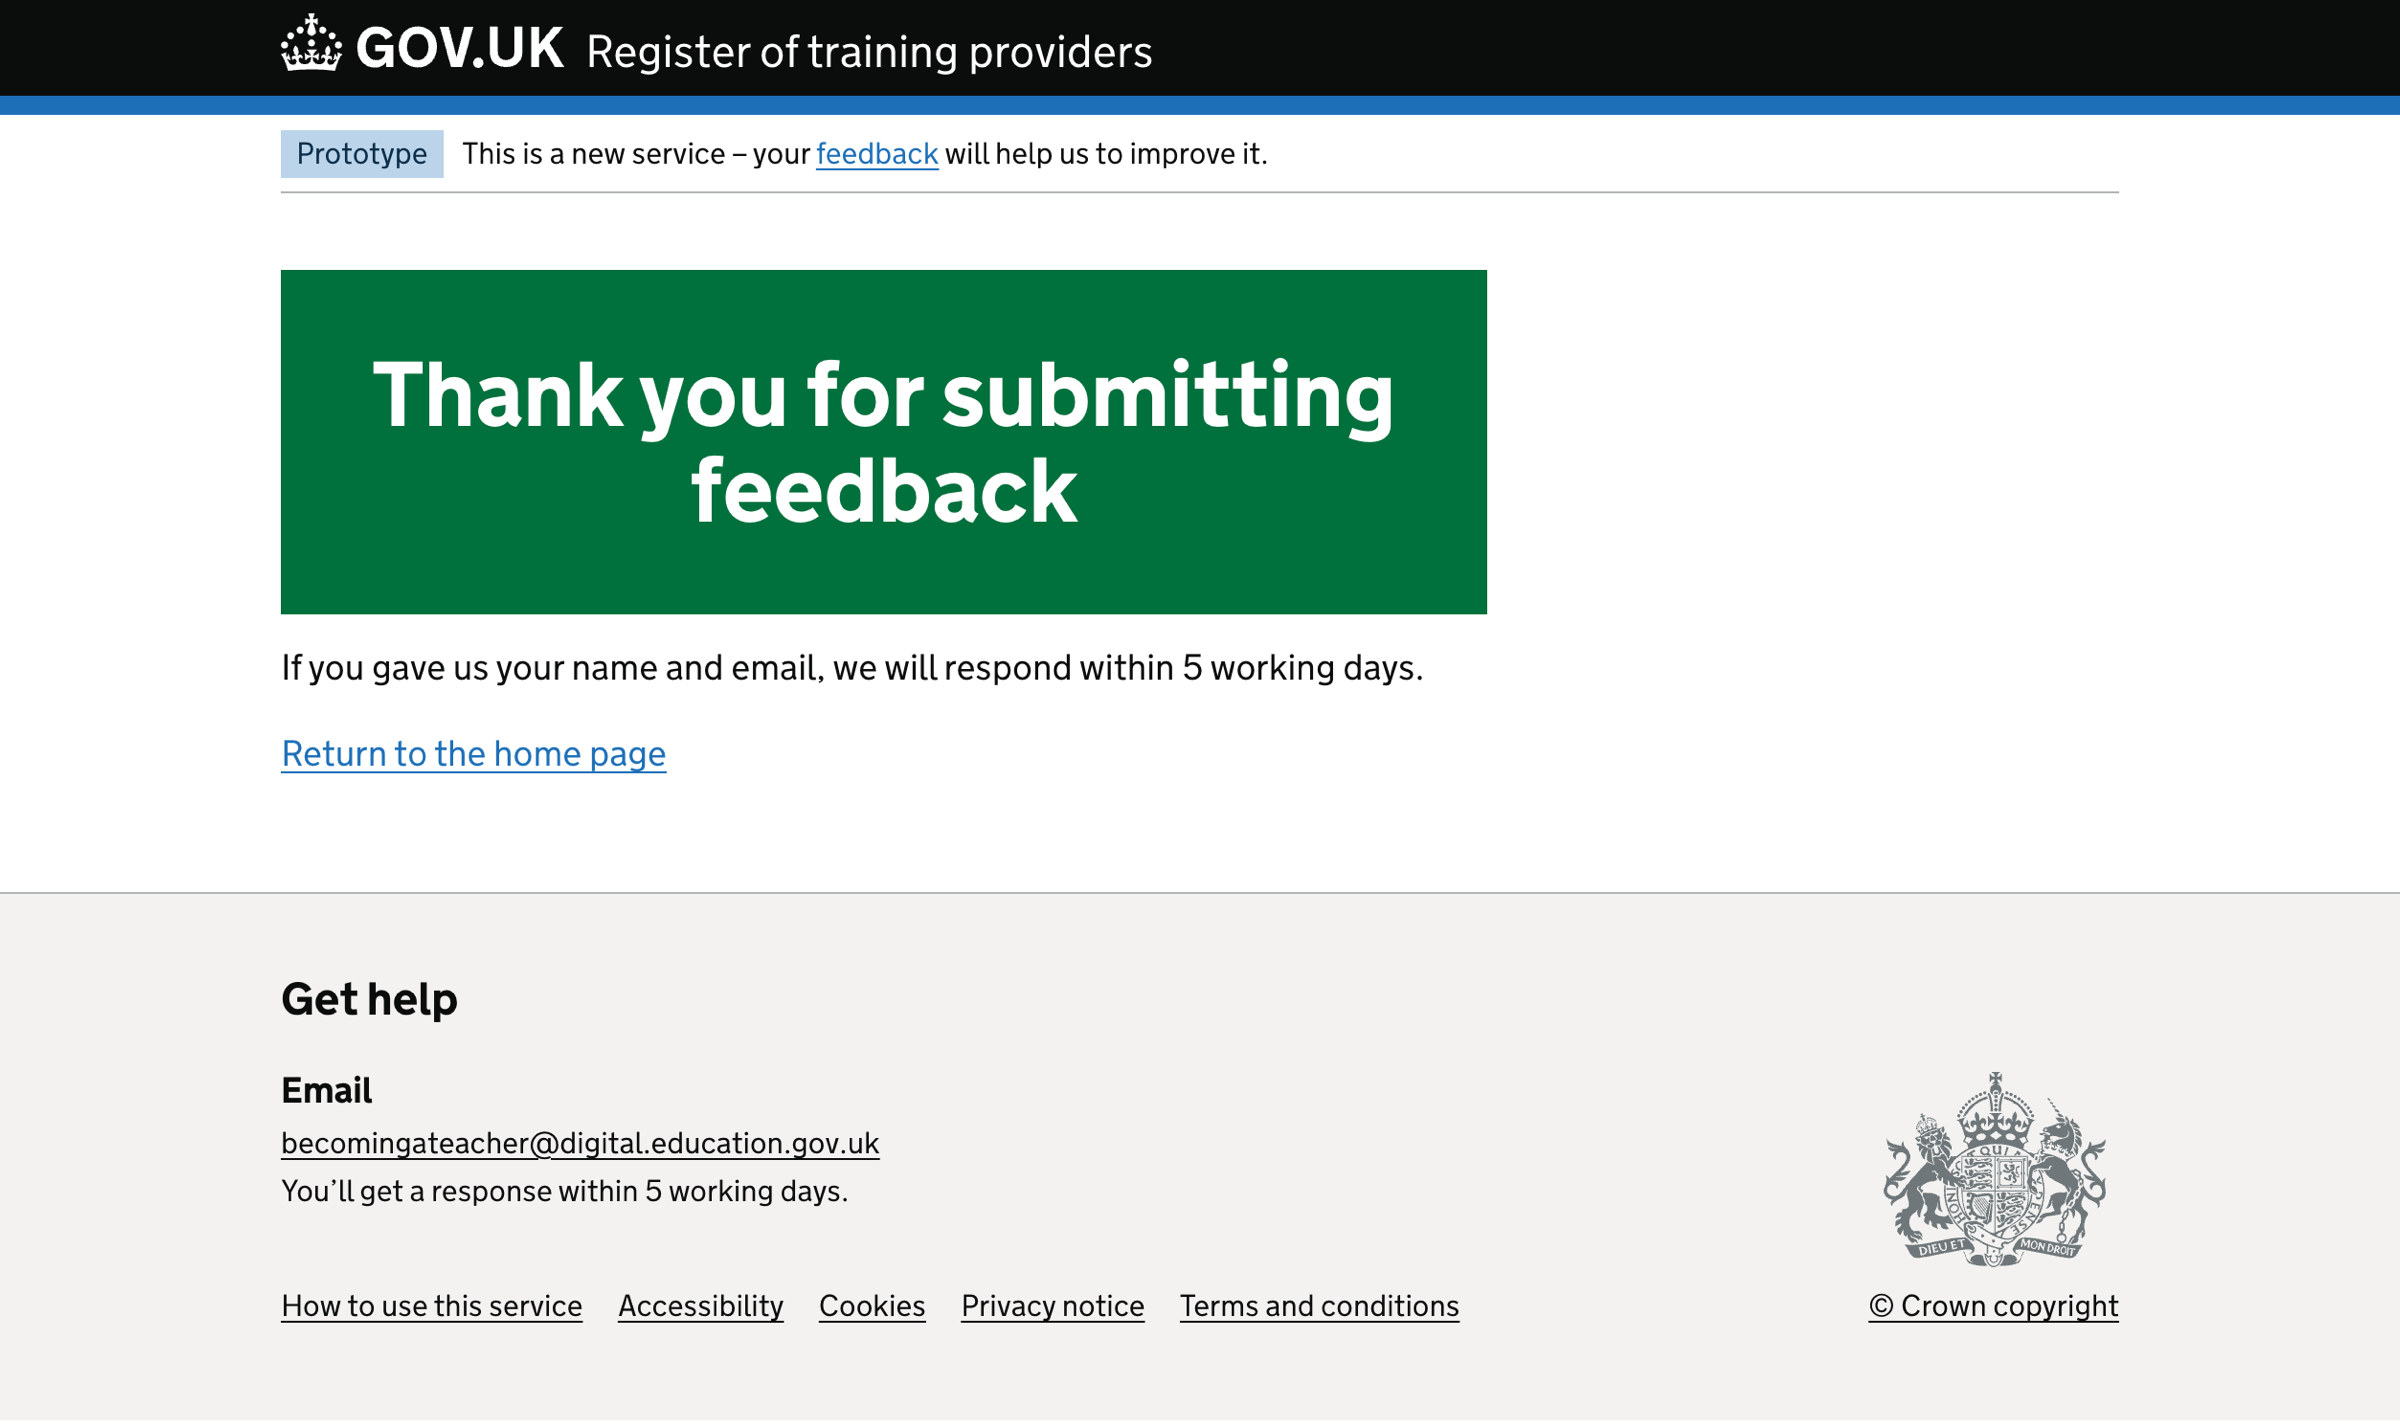 GOV.UK Register of training providers
Prototype This is a new service – your feedback will help us to improve it.
Thank you for submitting
feedback
If you gave us your name and email, we will respond within 5 working days.
Return to the home page
Get help
Email
becomingateacher@digital.education.gov.uk
You’ll get a response within 5 working days.
DIEU ET MON DROIT
How to use this service Accessibility Cookies Privacy notice Terms and conditions © Crown copyright